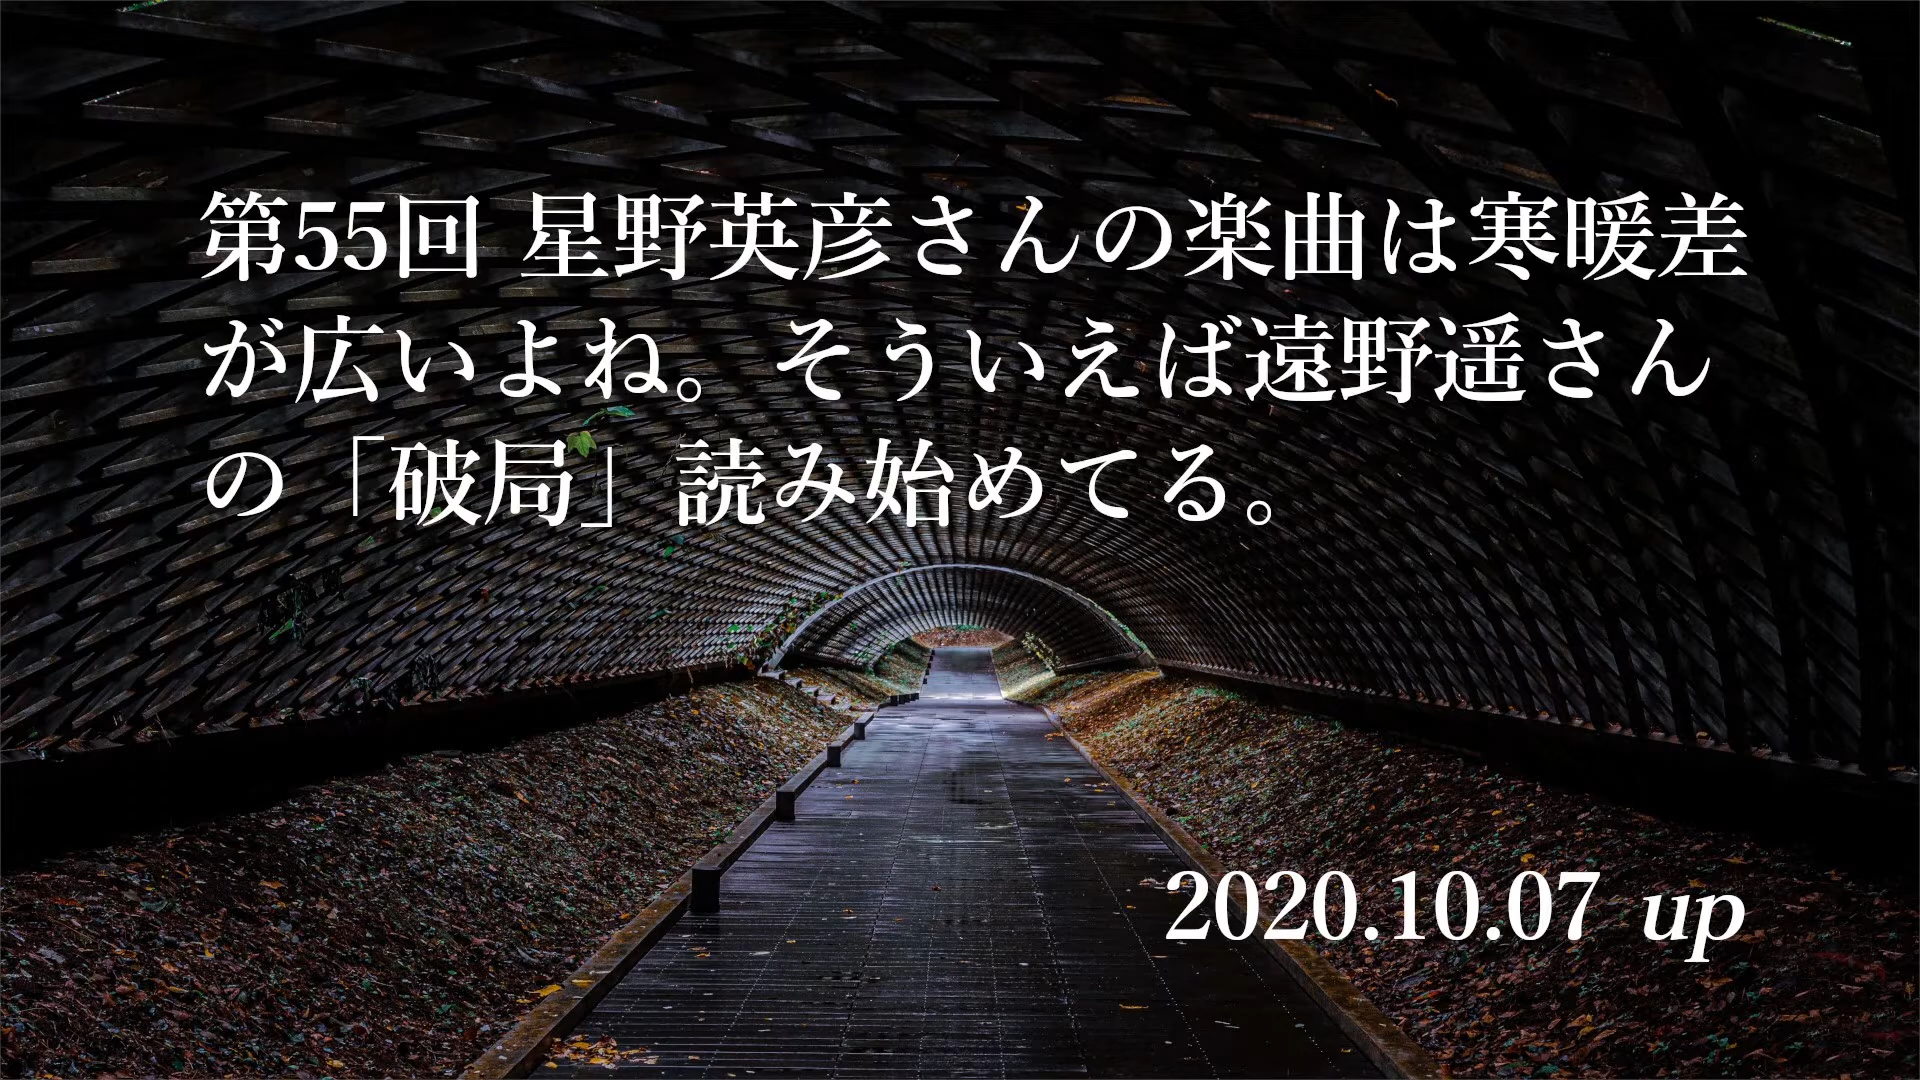 第55回 星野英彦さんの楽曲は寒暖差
が広いよね。そういえば遠野遥さん
の「破局」読み始めてる。
2020.10.07 up